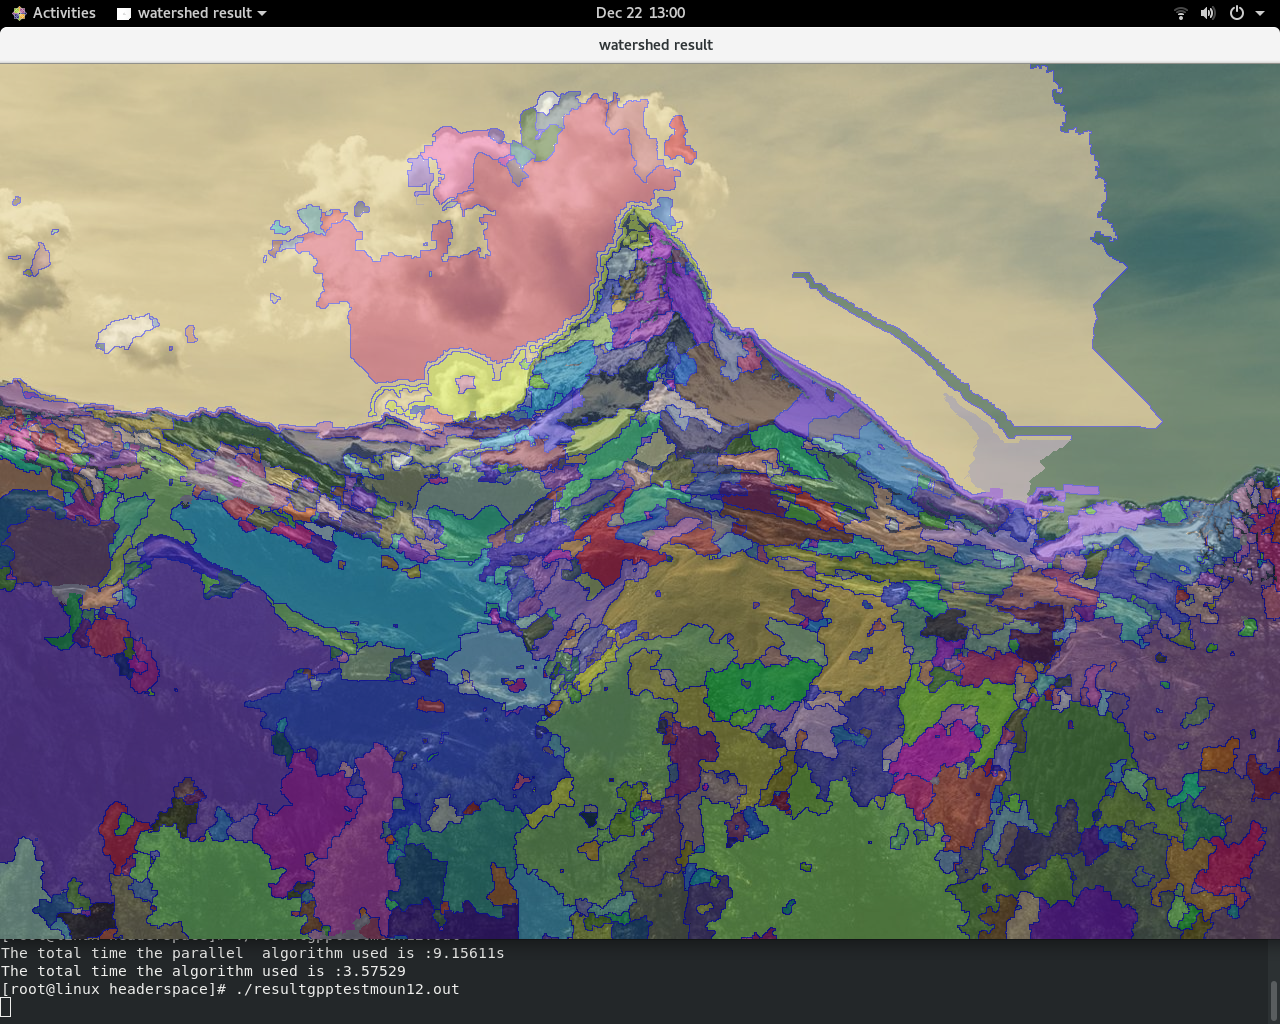 Activities watershed result Dec 22 13:00
watershed result
The total time the parallel  algorithm used is :9.15611s
The total time the algorithm used is :3.57529
[root@linux headerspace]# ./resultgpptestmoun12.out